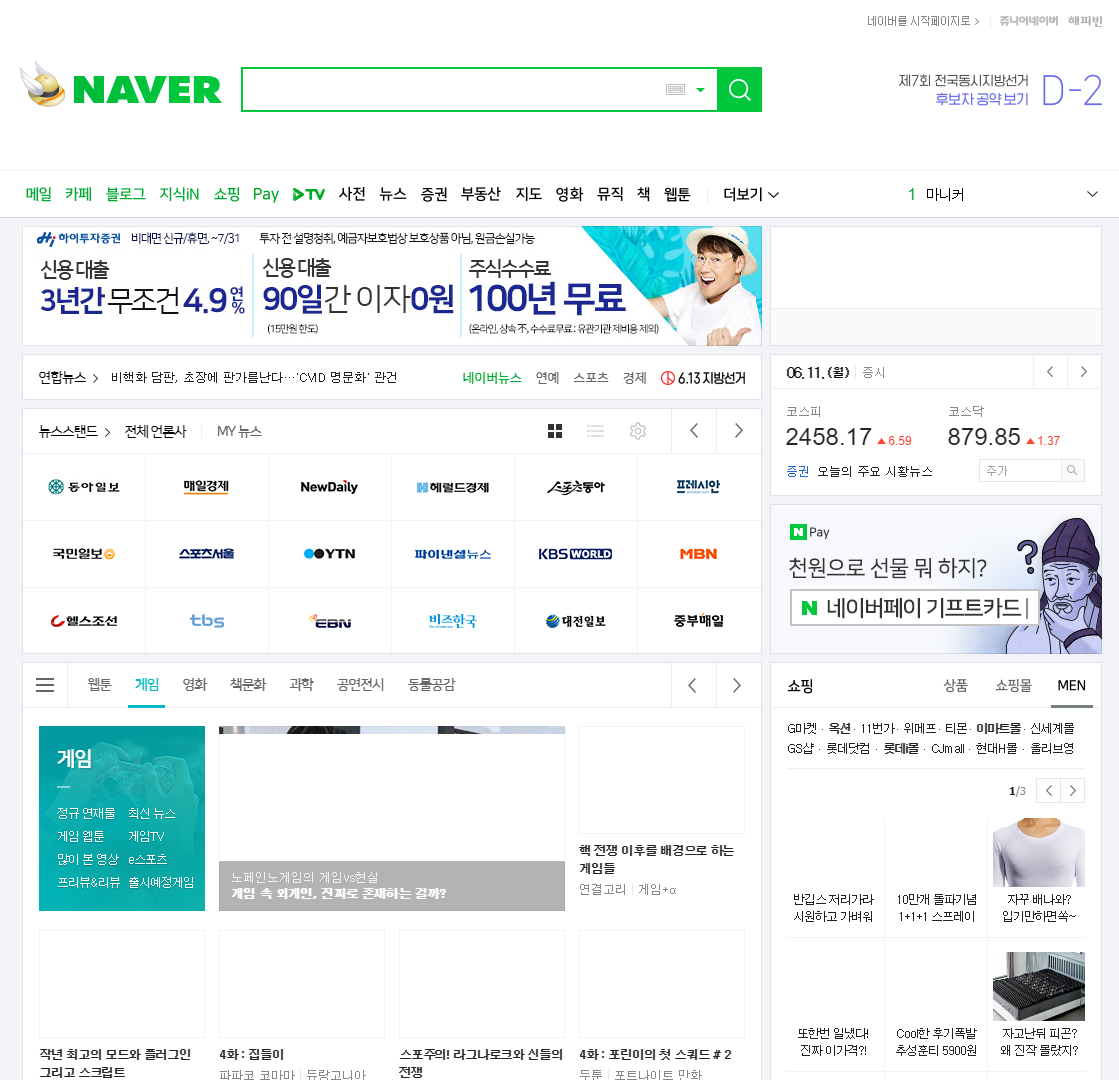 네이버를 시작페이지로 쥬니어네이버 해피빈
NAVER
제7회 전국동시지방선거
후보자 공약 보기
D-2
메일 카페 블로그 지식iN 쇼핑 Pay TV 사전 뉴스 증권 부동산 지도 영화 뮤직 책 웹툰 더보기 1 마니커
하이투자증권 비대면 신규/휴면, ~7/31 투자 전 설명청취, 예금자보호법상 보호상품 아님, 원금손실가능
신용대출
3년간 무조건 4.9 연%
신용대출
90일간 이자0원
(1.5만원 한도)
주식수수료
100년 무료
(온라인, 상속 不, 수수료무료 : 유관기관 제비용 제외)
연합뉴스 비핵화 담판, 초장에 판가름난다…'CVID 명문화' 관건
네이버뉴스 연예 스포츠 경제 6.13 지방선거
06. 11. (월) 증시
코스피
2458.17 6.59
코스닥
879.85 1.37
증권 오늘의 주요 시황뉴스 주가
뉴스스탠드 전체 언론사 MY 뉴스
동아일보 매일경제 NewDaily 헤럴드경제 스포츠동아 프레시안
국민일보 스포츠서울 YTN 파이낸셜뉴스 KBS WORLD MBN
헬스조선 tbs EBN 비즈한국 대전일보 중부매일
N Pay
천원으로 선물 뭐 하지?
N 네이버페이 기프트카드
웹툰 게임 영화 책문화 과학 공연전시 동물공감
게임
정규 연재물 최신 뉴스
게임 웹툰 게임TV
많이 본 영상 e스포츠
프리뷰&리뷰 출시예정게임
노페인노게임의 게임vs현실
게임 속 외계인, 진짜로 존재하는 걸까?
핵 전쟁 이후를 배경으로 하는
게임들
연결고리 게임+α
작년 최고의 모드와 플러그인
그리고 스크립트
4화 : 집들이
파파코 코마마 듀랑고니아
스포주의! 라그나로크와 신들의
전쟁
4화 : 포린이의 첫 스쿼드 # 2
두툼 포트나이트 만화
쇼핑 상품 쇼핑몰 MEN
G마켓 · 옥션 · 11번가 · 위메프 · 티몬 · 이마트몰 · 신세계몰
GS샵 · 롯데닷컴 · 롯데i몰 · CJmall · 현대H몰 · 올리브영
1/3
반깁스 저리가라
시원하고 가벼워
10만개 돌파기념
1+1+1 스프레이
자꾸 배나와?
입기만하면쏙~
또한번 일냈다!
진짜 이가격?!
Cool한 후기폭발
추성훈티 5900원
자고난뒤 피곤?
왜 진작 몰랐지?